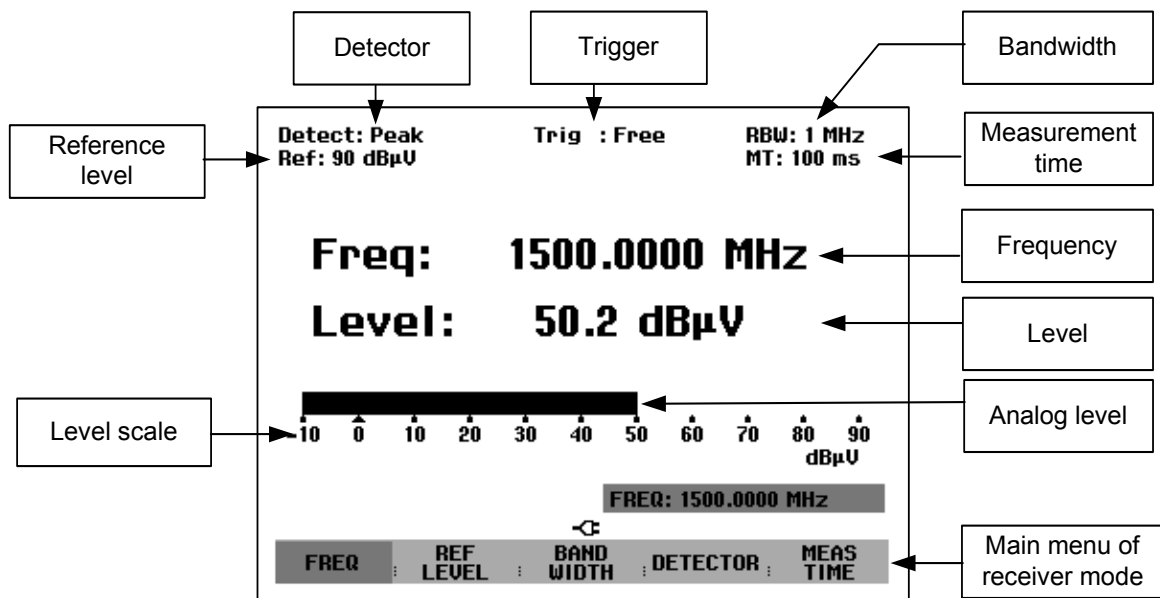 Detector
Trigger
Bandwidth
Reference
level
Detect: Peak
Ref: 90 dBµV
Trig  : Free
RBW: 1 MHz
MT: 100 ms
Measurement
time
Freq: 1500.0000 MHz
Frequency
Level: 50.2 dBµV
Level
Analog level
Level scale
-10 0 10 20 30 40 50 60 70 80 90
dBµV
FREQ: 1500.0000 MHz
FREQ
REF
LEVEL
BAND
WIDTH
DETECTOR
MEAS
TIME
Main menu of
receiver mode